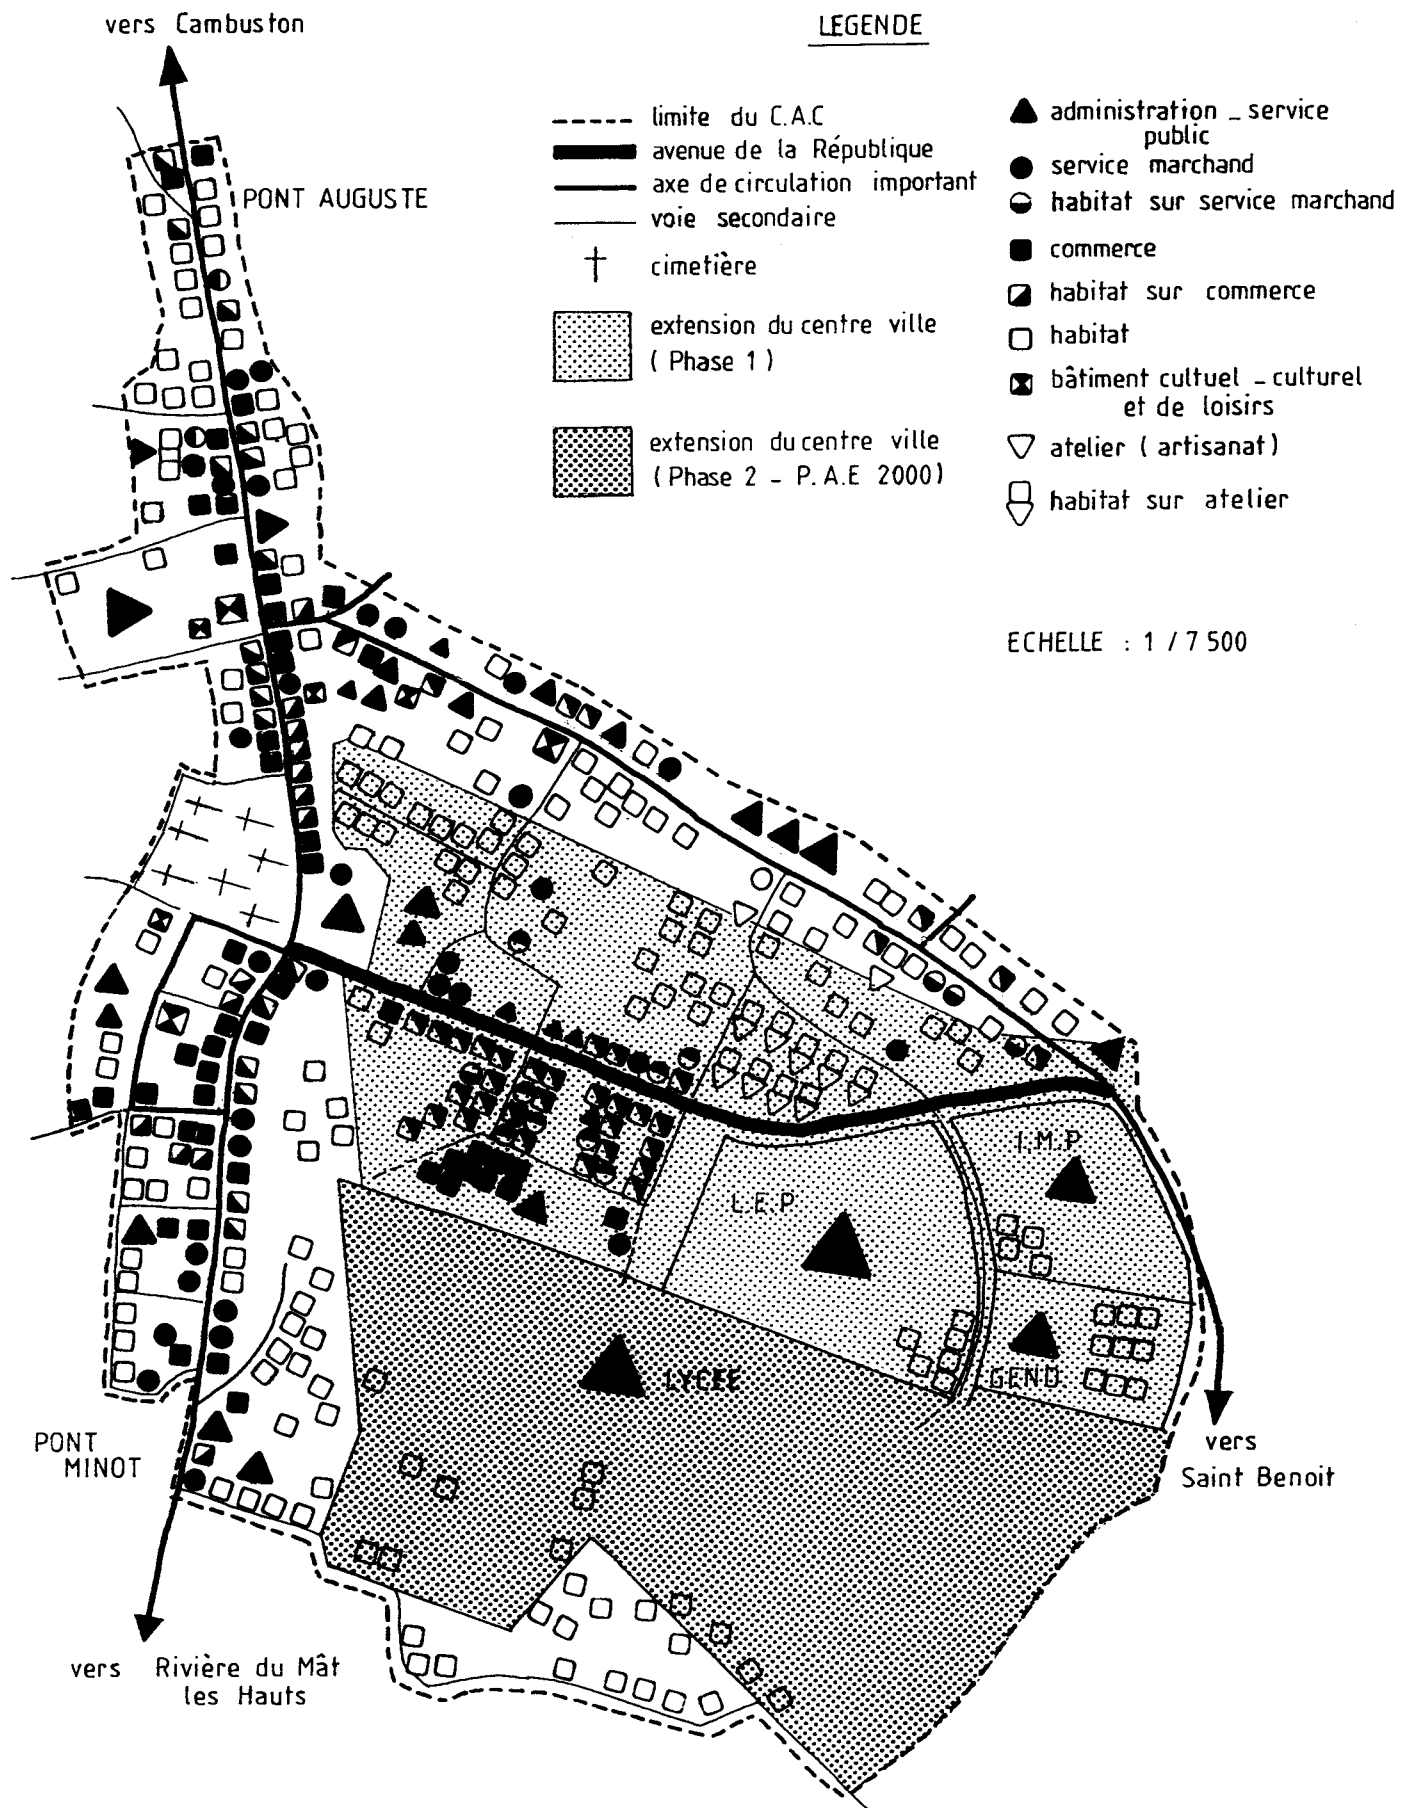 vers Cambuston
LEGENDE
limite du C.A.C
avenue de la République
axe de circulation important
voie secondaire
cimetière
extension du centre ville
( Phase 1 )
extension du centre ville
( Phase 2 - P.A.E 2000)
administration _ service
public
service marchand
habitat sur service marchand
commerce
habitat sur commerce
habitat
bâtiment cultuel _ culturel
et de loisirs
atelier ( artisanat )
habitat sur atelier
ECHELLE : 1 / 7 500
PONT AUGUSTE
I.M.P
L.E.P
LYCEE
GEND
PONT
MINOT
vers
Saint Benoit
vers Rivière du Mât
les Hauts